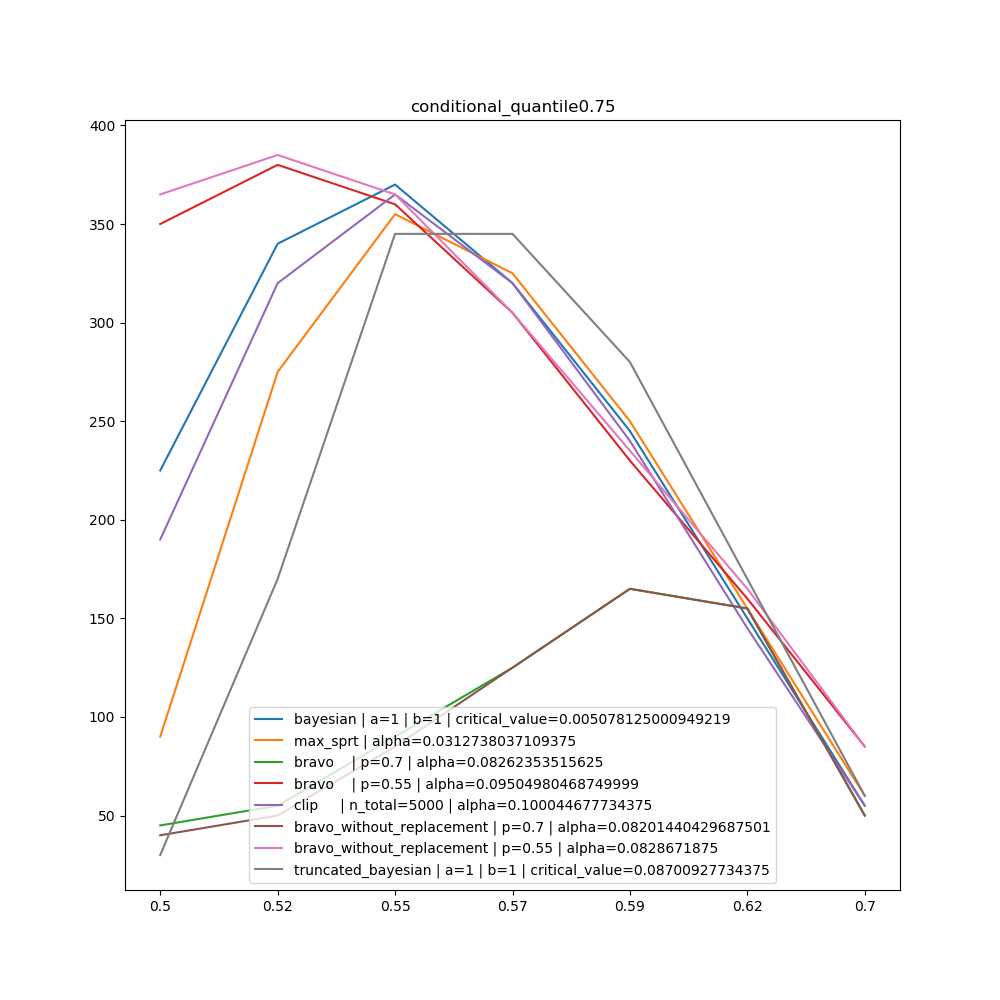 conditional_quantile0.75
400
350
300
250
200
150
100
50
bayesian | a=1 | b=1 | critical_value=0.005078125000949219
max_sprt | alpha=0.0312738037109375
bravo | p=0.7 | alpha=0.08262353515625
bravo | p=0.55 | alpha=0.09504980468749999
clip | n_total=5000 | alpha=0.100044677734375
bravo_without_replacement | p=0.7 | alpha=0.08201440429687501
bravo_without_replacement | p=0.55 | alpha=0.0828671875
truncated_bayesian | a=1 | b=1 | critical_value=0.08700927734375
0.5 0.52 0.55 0.57 0.59 0.62 0.7